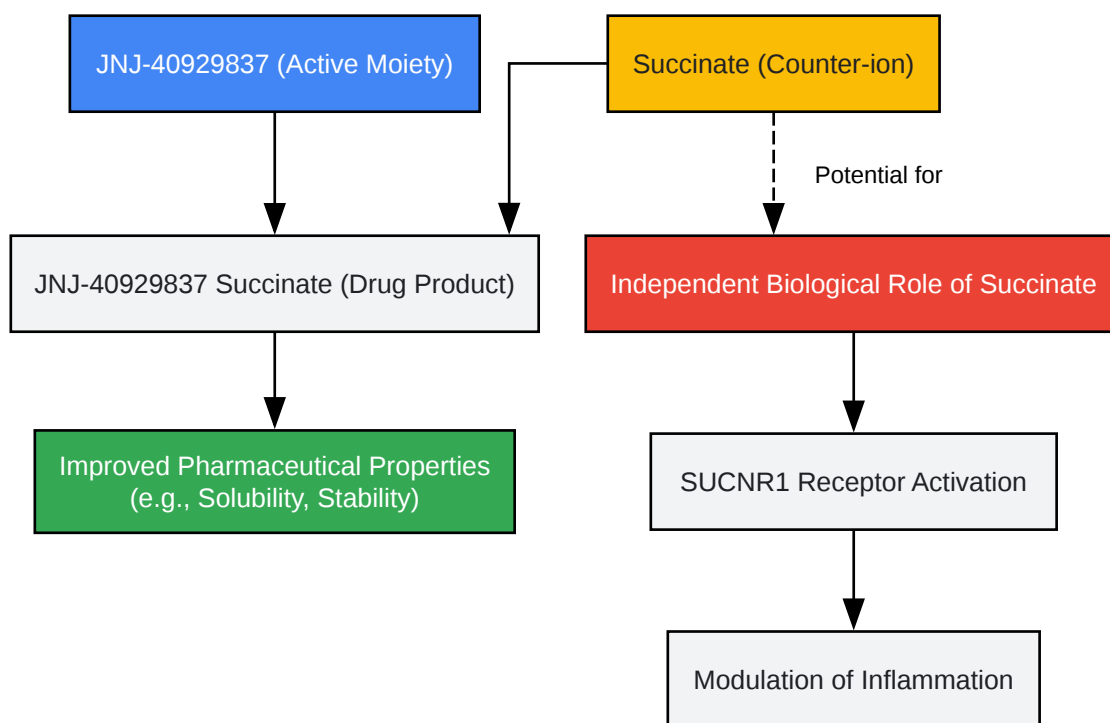 JNJ-40929837 (Active Moiety)
Succinate (Counter-ion)
Potential for
JNJ-40929837 Succinate (Drug Product)
Independent Biological Role of Succinate
Improved Pharmaceutical Properties
(e.g., Solubility, Stability)
SUCNR1 Receptor Activation
Modulation of Inflammation